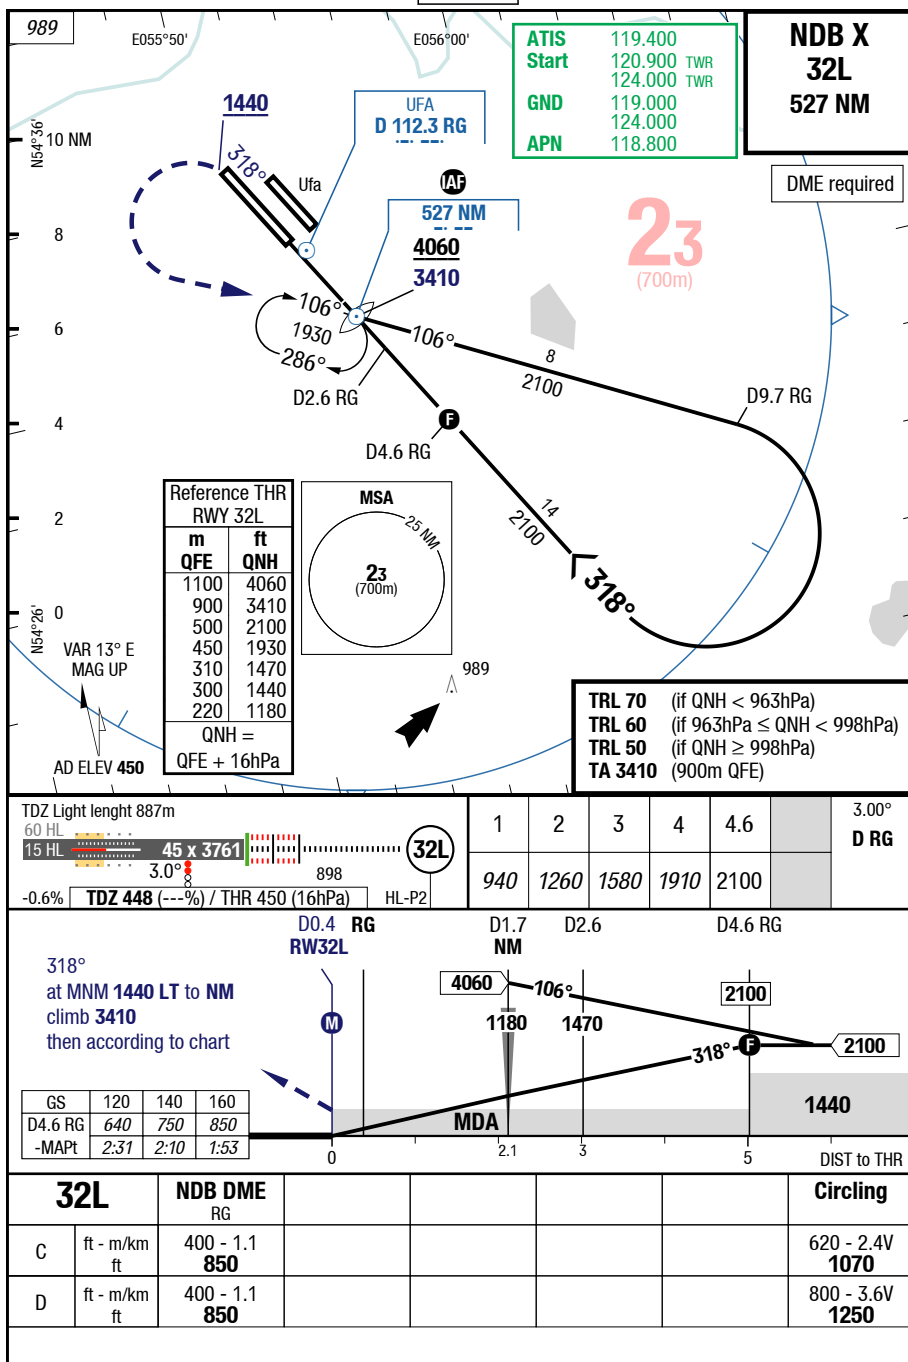 989
E055°50'
E056°00'
ATIS 119.400
Start 120.900 TWR
124.000 TWR
GND 119.000
124.000
APN 118.800
NDB X
32L
527 NM
DME required
N54°36'
10 NM
1440
318°
Ufa
UFA
D 112.3 RG
IAF
527 NM
4060
3410
23
(700m)
8
6
4
2
0
N54°26'
106°
1930
286°
106°
8
2100
D2.6 RG
D9.7 RG
F
D4.6 RG
14
2100
318°
Reference THR
RWY 32L
m ft
QFE QNH
1100 4060
900 3410
500 2100
450 1930
310 1470
300 1440
220 1180
QNH =
QFE + 16hPa
MSA
25 NM
23
(700m)
VAR 13° E
MAG UP
AD ELEV 450
989
TRL 70 (if QNH < 963hPa)
TRL 60 (if 963hPa ≤ QNH < 998hPa)
TRL 50 (if QNH ≥ 998hPa)
TA 3410 (900m QFE)
TDZ Light lenght 887m
60 HL
15 HL
45 x 3761
32L
3.0°
898
-0.6%
TDZ 448 (---%) / THR 450 (16hPa)
HL-P2
1 2 3 4 4.6
940 1260 1580 1910 2100
3.00°
D RG
D0.4 RG
RW32L
D1.7
NM
D2.6
D4.6 RG
318°
at MNM 1440 LT to NM
climb 3410
then according to chart
M
4060
106°
1180
1470
2100
318°
F
2100
1440
MDA
GS 120 140 160
D4.6 RG 640 750 850
-MAPt 2:31 2:10 1:53
0
2.1
3
5
DIST to THR
32L
NDB DME
RG
Circling
C ft - m/km 400 - 1.1 620 - 2.4V
ft 850 1070
D ft - m/km 400 - 1.1 800 - 3.6V
ft 850 1250